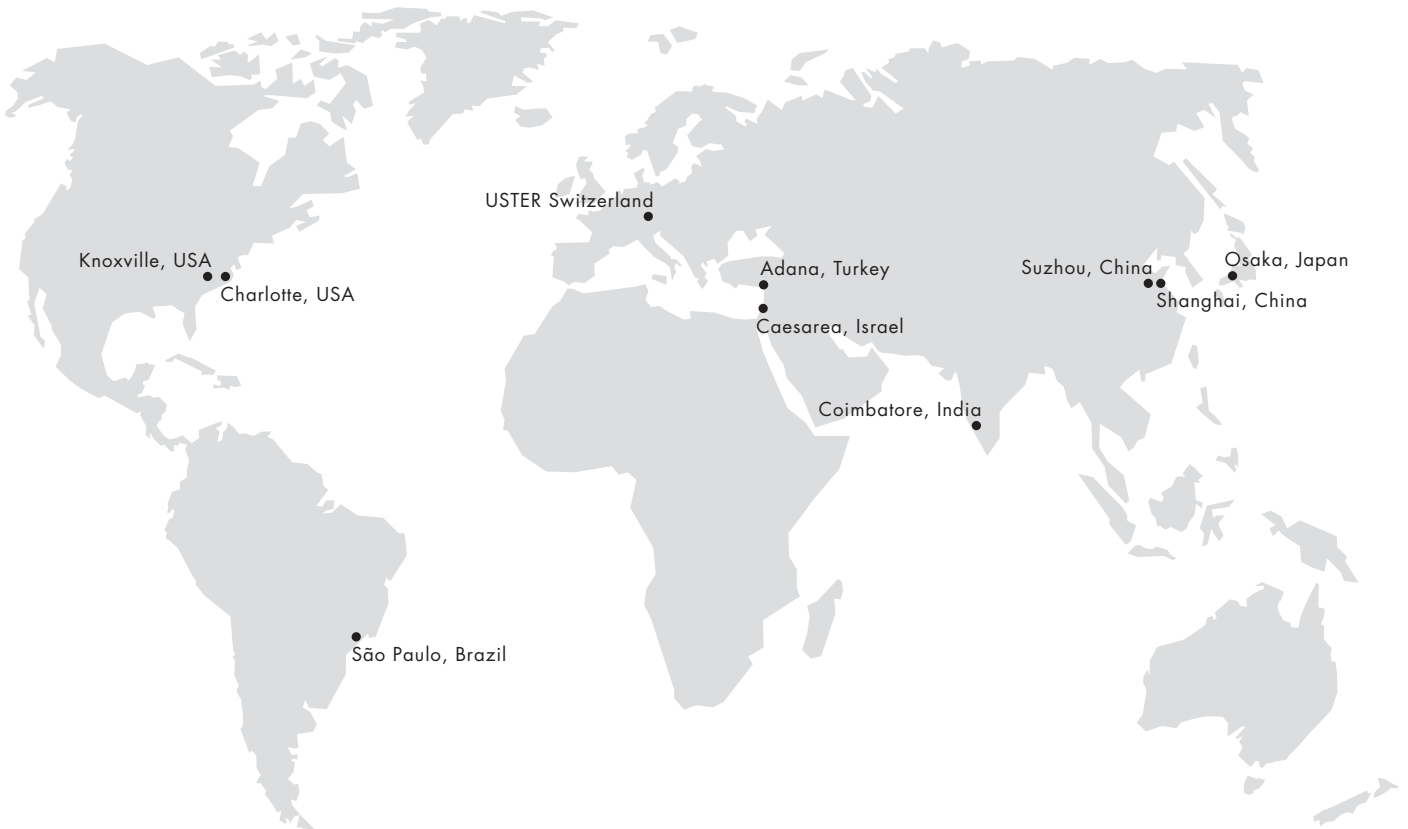 USTER Switzerland
Knoxville, USA
Charlotte, USA
Adana, Turkey
Caesarea, Israel
Suzhou, China
Osaka, Japan
Shanghai, China
Coimbatore, India
São Paulo, Brazil